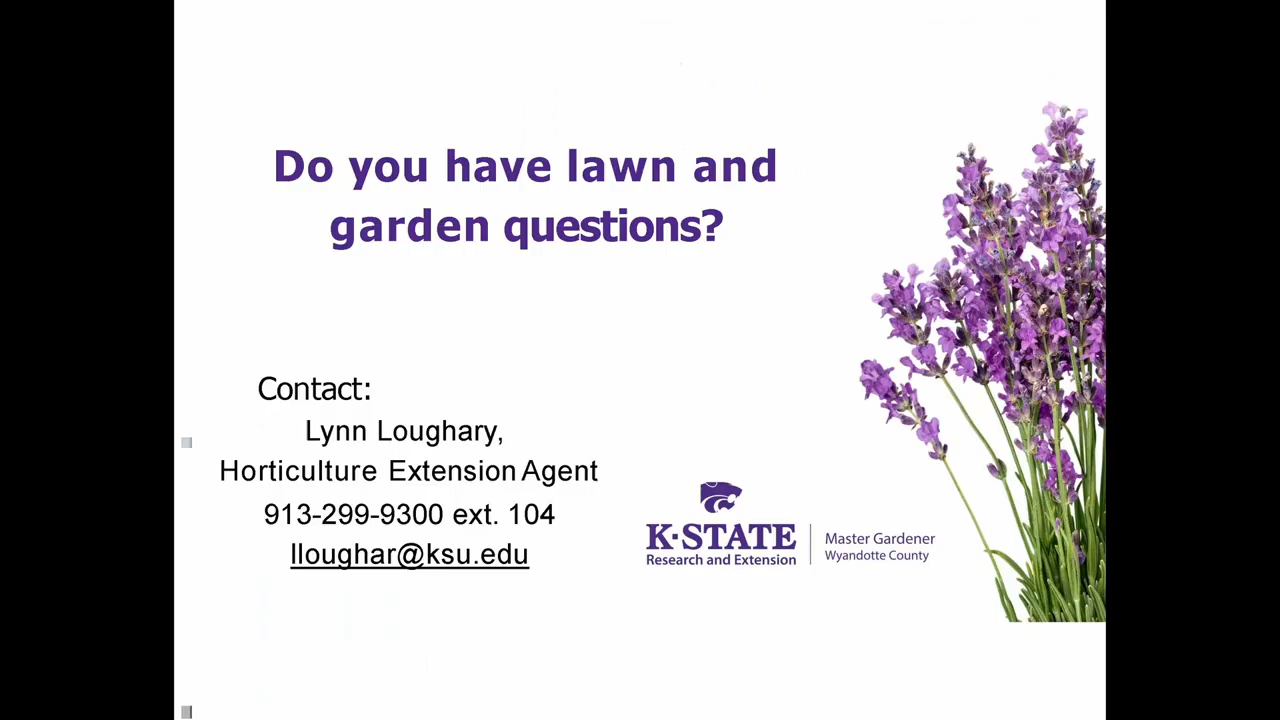 Do you have lawn and
garden questions?
Contact:
Lynn Loughary,
Horticulture Extension Agent
913-299-9300 ext. 104
lloughar@ksu.edu
K·STATE
Research and Extension
Master Gardener
Wyandotte County